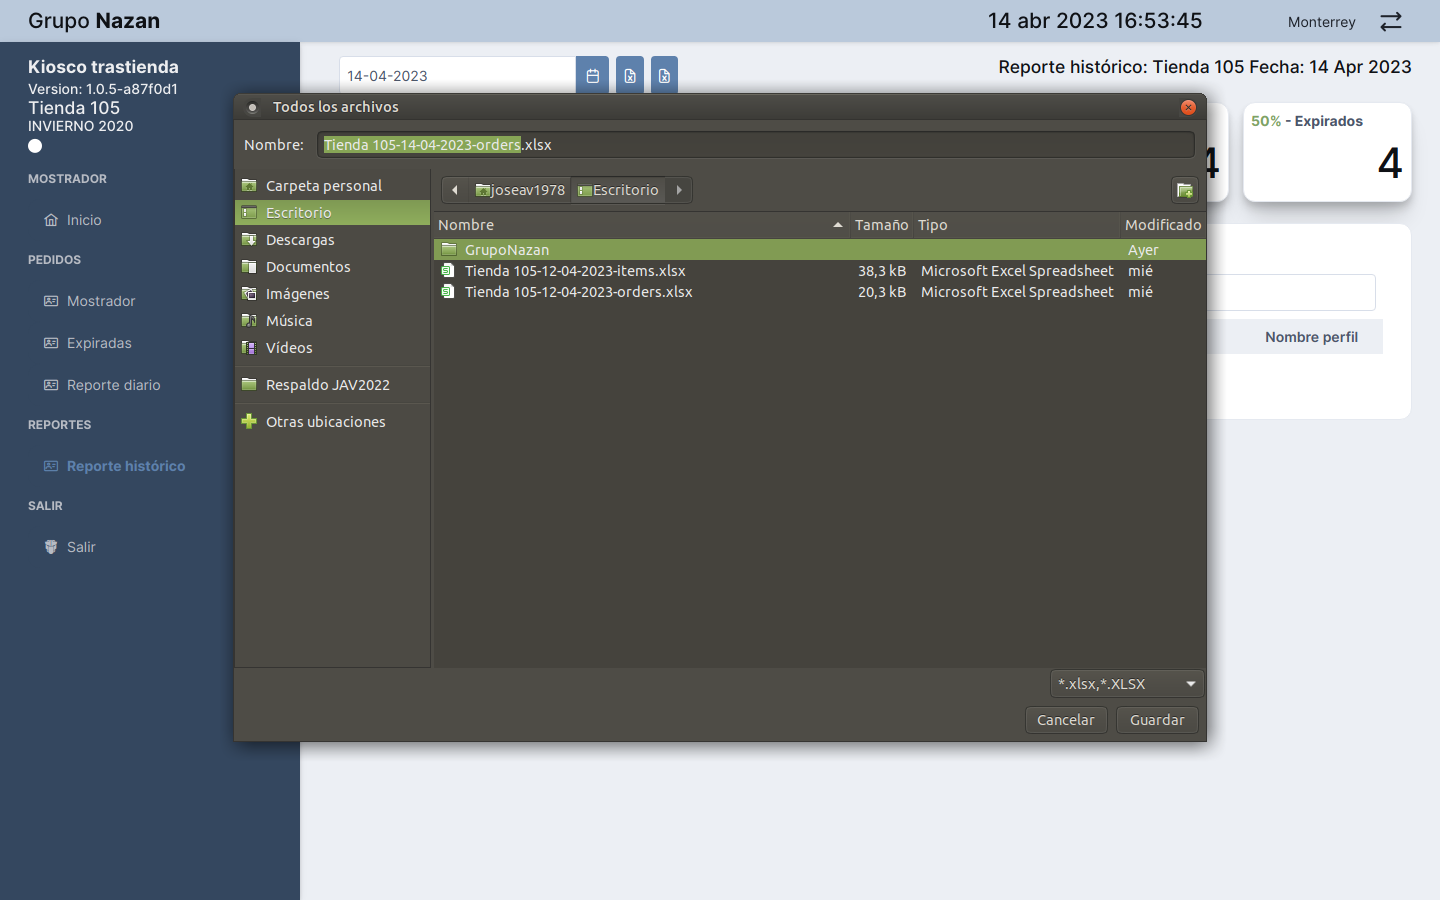 Grupo Nazan
14 abr 2023 16:53:45
Monterrey
Kiosco trastienda
Version: 1.0.5-a87f0d1
Tienda 105
INVIERNO 2020
MOSTRADOR
Inicio
PEDIDOS
Mostrador
Expiradas
Reporte diario
REPORTES
Reporte histórico
SALIR
Salir
14-04-2023
Reporte histórico: Tienda 105 Fecha: 14 Apr 2023
4
50% - Expirados
4
Nombre perfil
Todos los archivos
Nombre: Tienda 105-14-04-2023-orders.xlsx
Carpeta personal
Escritorio
Descargas
Documentos
Imágenes
Música
Vídeos
Respaldo JAV2022
Otras ubicaciones
joseav1978 Escritorio
Nombre Tamaño Tipo Modificado
GrupoNazan Ayer
Tienda 105-12-04-2023-items.xlsx 38,3 kB Microsoft Excel Spreadsheet mié
Tienda 105-12-04-2023-orders.xlsx 20,3 kB Microsoft Excel Spreadsheet mié
*.xlsx,*.XLSX
Cancelar Guardar